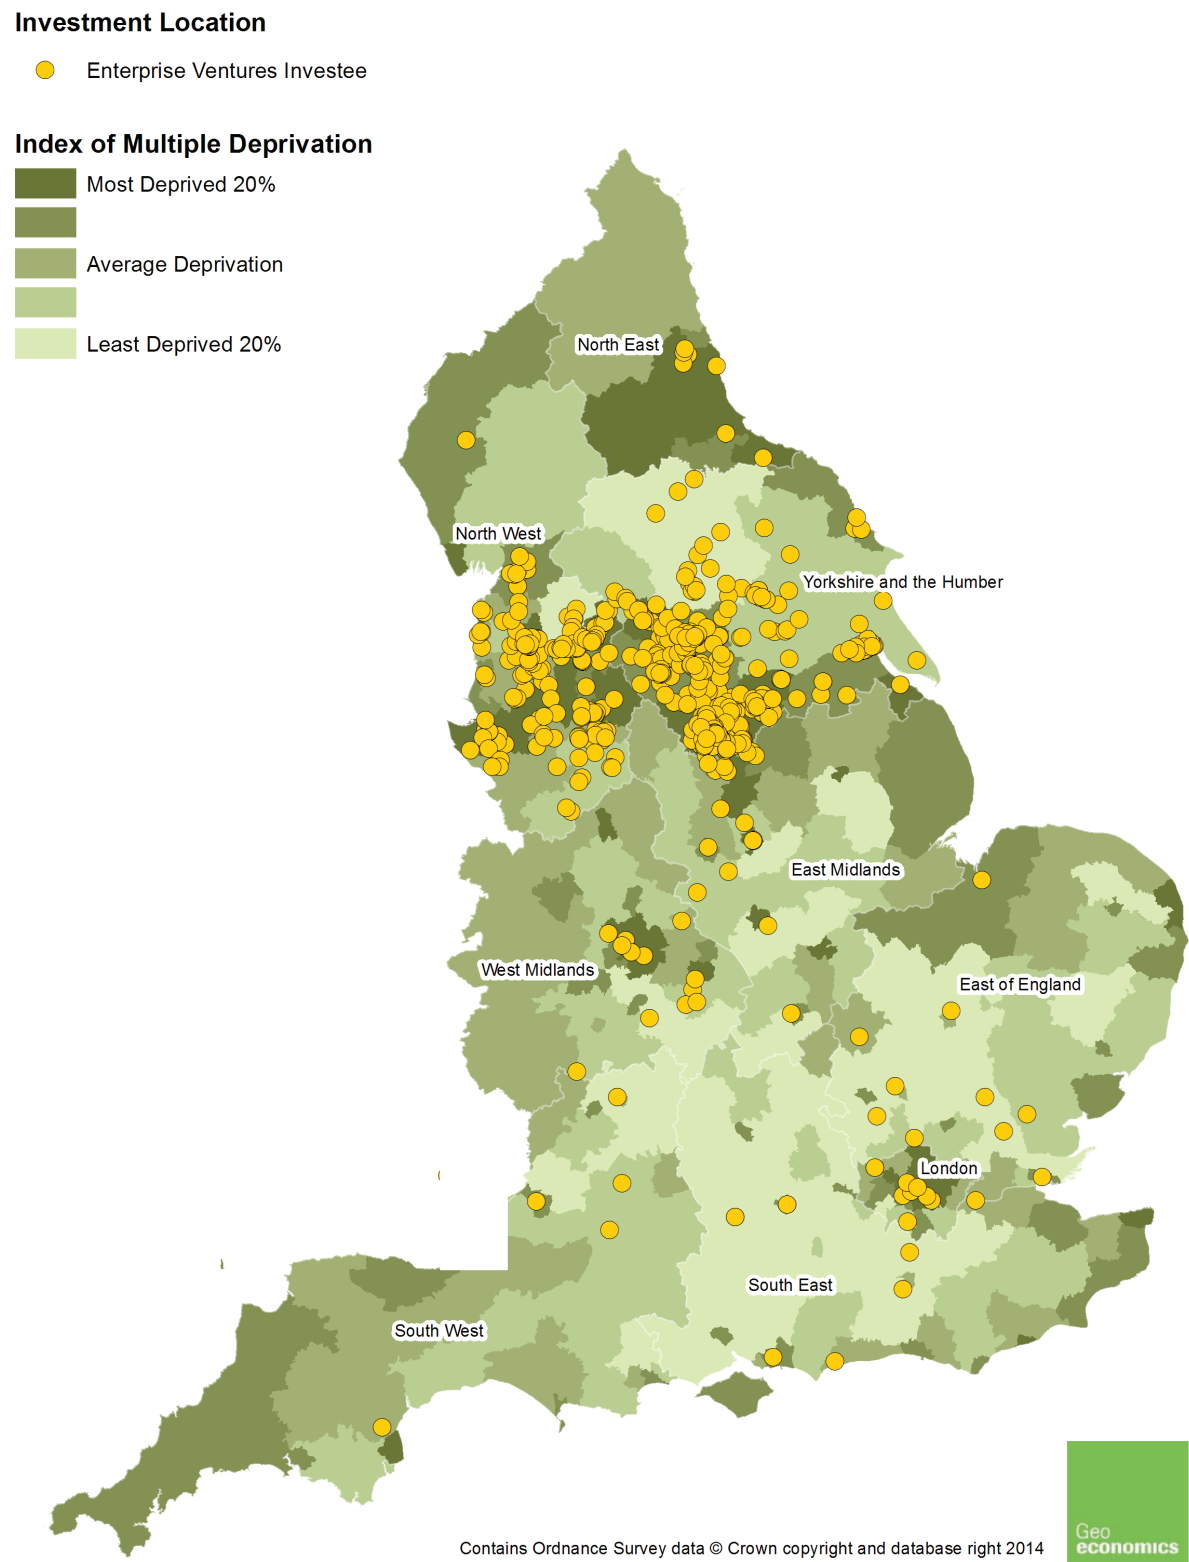 Investment Location
Enterprise Ventures Investee
Index of Multiple Deprivation
Most Deprived 20%
Average Deprivation
Least Deprived 20%
North East
North West
Yorkshire and the Humber
East Midlands
West Midlands
East of England
London
South East
South West
Geo
economics
Contains Ordnance Survey data © Crown copyright and database right 2014